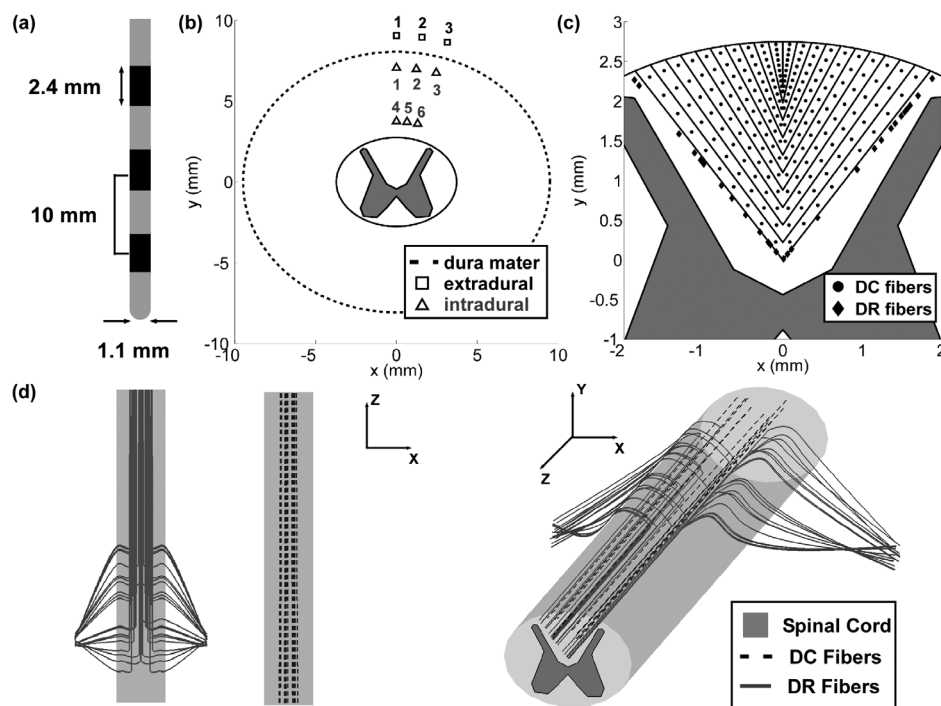 (a)
2.4 mm
10 mm
1.1 mm
(b)
1 2 3
1 2 3
4 5 6
10
5
0
-5
-10
-10 -5 0 5 10
y (mm)
x (mm)
dura mater
extradural
intradural
(c)
3
2.5
2
1.5
1
0.5
0
-0.5
-1
-2 -1 0 1 2
y (mm)
x (mm)
DC fibers
DR fibers
(d)
Z
X
Y
X
Z
Spinal Cord
DC Fibers
DR Fibers